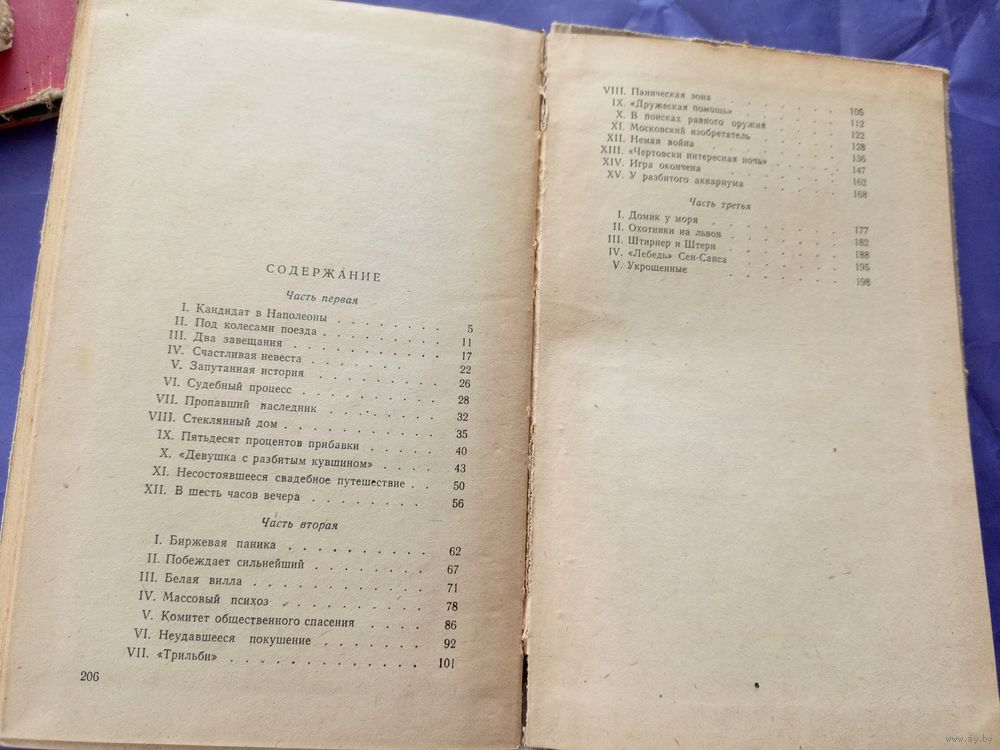 СОДЕРЖАНИЕ
Часть первая
I. Кандидат в Наполеоны . . . . . . . . . 5
II. Под колесами поезда . . . . . . . . . 11
III. Два завещания . . . . . . . . . . . 17
IV. Счастливая невеста . . . . . . . . . . 22
V. Запутанная история . . . . . . . . . . 26
VI. Судебный процесс . . . . . . . . . . 28
VII. Пропавший наследник . . . . . . . . 32
VIII. Стеклянный дом . . . . . . . . . . 35
IX. Пятьдесят процентов прибавки . . . . . 40
X. «Девушка с разбитым кувшином» . . . . 43
XI. Несостоявшееся свадебное путешествие . . 50
XII. В шесть часов вечера . . . . . . . . . 56
Часть вторая
I. Биржевая паника . . . . . . . . . . 62
II. Побеждает сильнейший . . . . . . . . 67
III. Белая вилла . . . . . . . . . . . . 71
IV. Массовый психоз . . . . . . . . . . 78
V. Комитет общественного спасения . . . . 86
VI. Неудавшееся покушение . . . . . . . 92
VII. «Трильби» . . . . . . . . . . . . . 101
206
VIII. Паническая зона . . . . . . . . . 105
IX. «Дружеская помощь» . . . . . . . . 112
X. В поисках равного оружия . . . . . . 122
XI. Московский изобретатель . . . . . . . 128
XII. Немая война . . . . . . . . . . 136
XIII. «Чертовски интересная ночь» . . . . . 147
XIV. Игра окончена . . . . . . . . . . 162
XV. У разбитого аквариума . . . . . . . 168
Часть третья
I. Домик у моря . . . . . . . . . . 177
II. Охотники на львов . . . . . . . . . 182
III. Штирнер и Штерн . . . . . . . . . 188
IV. «Лебедь» Сен-Санса . . . . . . . . 195
V. Укрощенные . . . . . . . . . . 198
www.ay.by